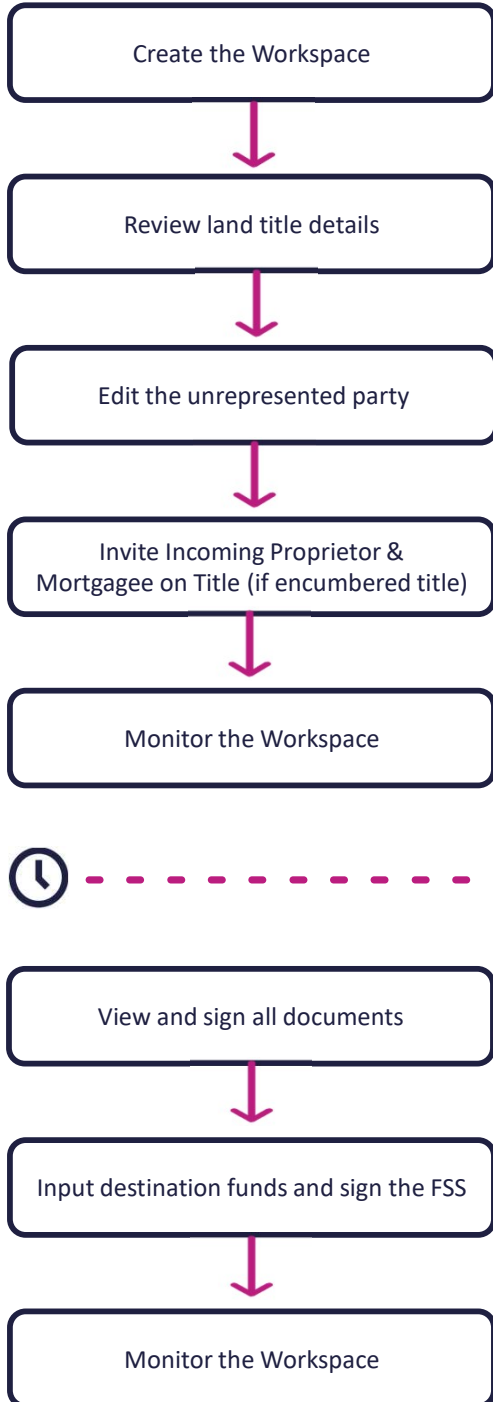 Create the Workspace
Review land title details
Edit the unrepresented party
Invite Incoming Proprietor &
Mortgagee on Title (if encumbered title)
Monitor the Workspace
View and sign all documents
Input destination funds and sign the FSS
Monitor the Workspace